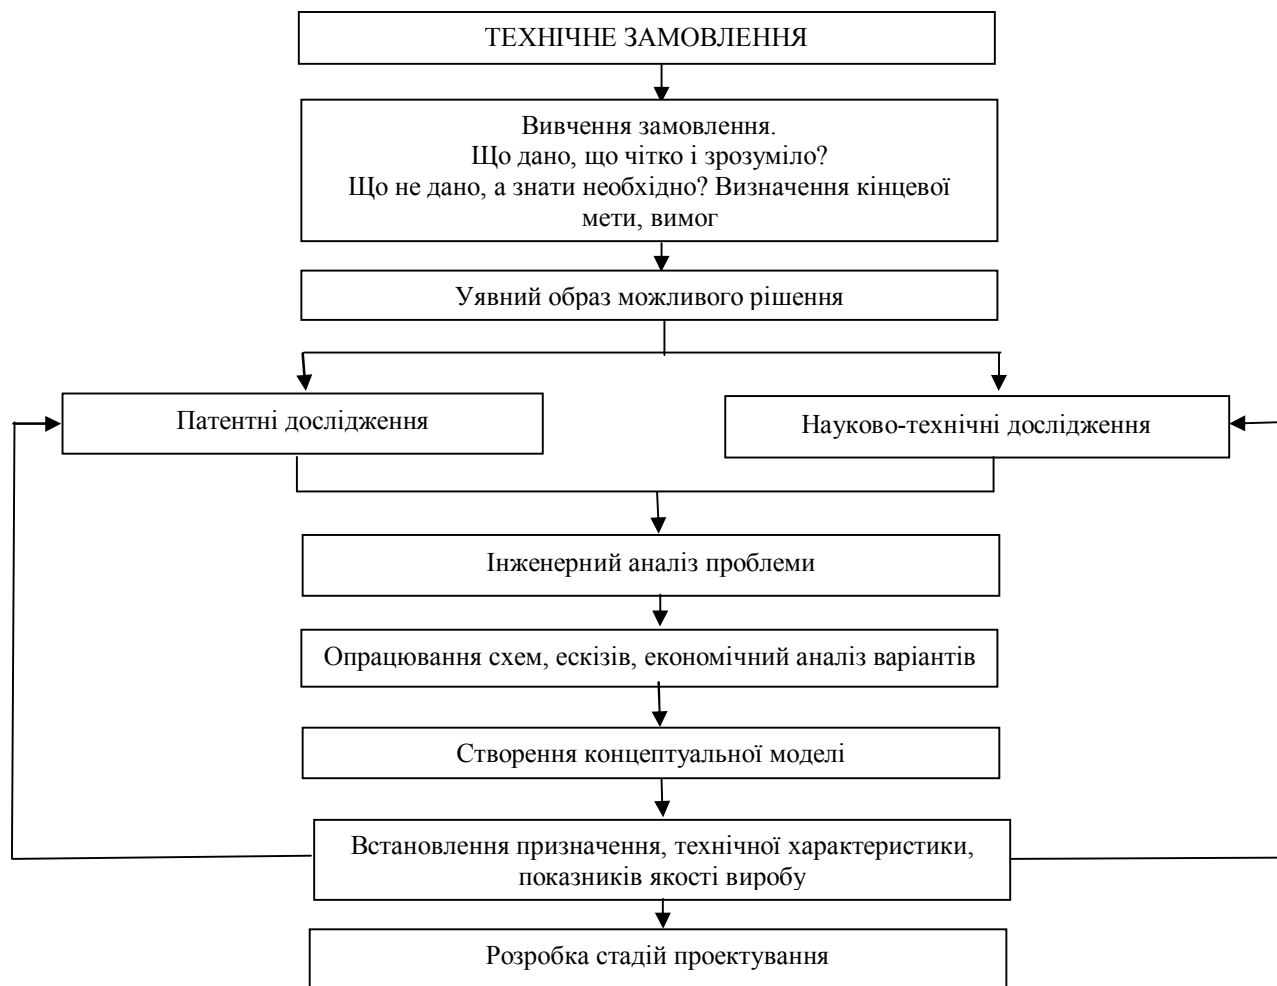 ТЕХНІЧНЕ ЗАМОВЛЕННЯ
Вивчення замовлення.
Що дано, що чітко і зрозуміло?
Що не дано, а знати необхідно? Визначення кінцевої
мети, вимог
Уявний образ можливого рішення
Патентні дослідження
Науково-технічні дослідження
Інженерний аналіз проблеми
Опрацювання схем, ескізів, економічний аналіз варіантів
Створення концептуальної моделі
Встановлення призначення, технічної характеристики,
показників якості виробу
Розробка стадій проектування